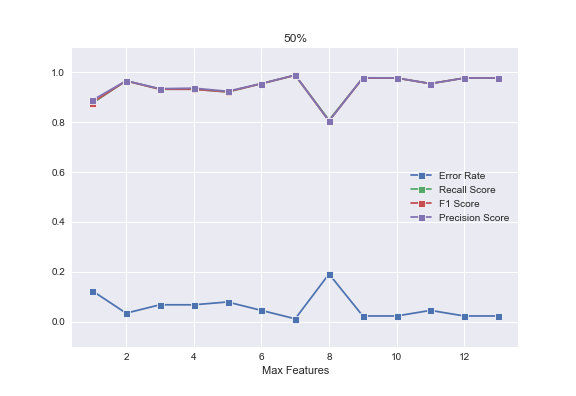 50%
1.0
0.8
0.6
0.4
0.2
0.0
Error Rate
Recall Score
F1 Score
Precision Score
2 4 6 8 10 12
Max Features